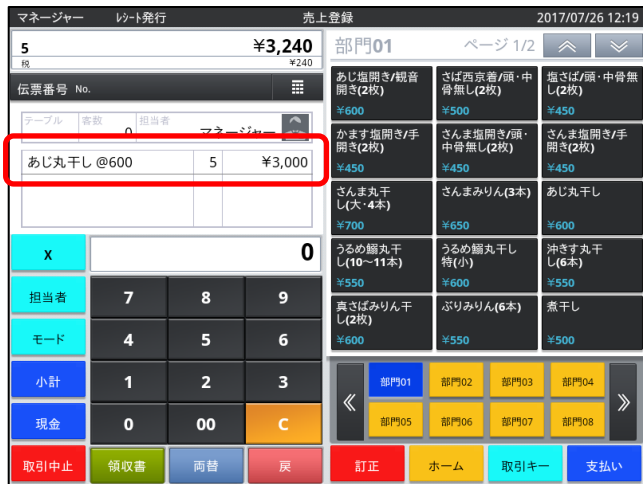 マネージャー レシート発行 売上登録 2017/07/26 12:19
5 ¥3,240
税 ¥240
伝票番号 No.
テーブル 客数 0 担当者 マネージャー
あじ丸干し @600 5 ¥3,000
X 0
担当者 7 8 9
モード 4 5 6
小計 1 2 3
現金 0 00 C
取引中止 領収書 両替 戻
部門01 ページ 1/2
あじ塩開き/観音
開き(2枚)
¥600
さば西京着/頭・中
骨無し(2枚)
¥500
塩さば/頭・中骨無
し(2枚)
¥450
かます塩開き/手
開き(2枚)
¥450
さんま塩開き/頭・
中骨無し(2枚)
¥450
さんま塩開き/手
開き(2枚)
¥450
さんま丸干
し(大・4本)
¥700
さんまみりん(3本)
¥650
あじ丸干し
¥600
うるめ鰯丸干
し(10〜11本)
¥550
うるめ鰯丸干し
特(小)
¥600
沖きす丸干
し(6本)
¥550
真さばみりん干
し(2枚)
¥600
ぶりみりん(6本)
¥550
煮干し
¥500
部門01 部門02 部門03 部門04
部門05 部門06 部門07 部門08
訂正 ホーム 取引キー 支払い